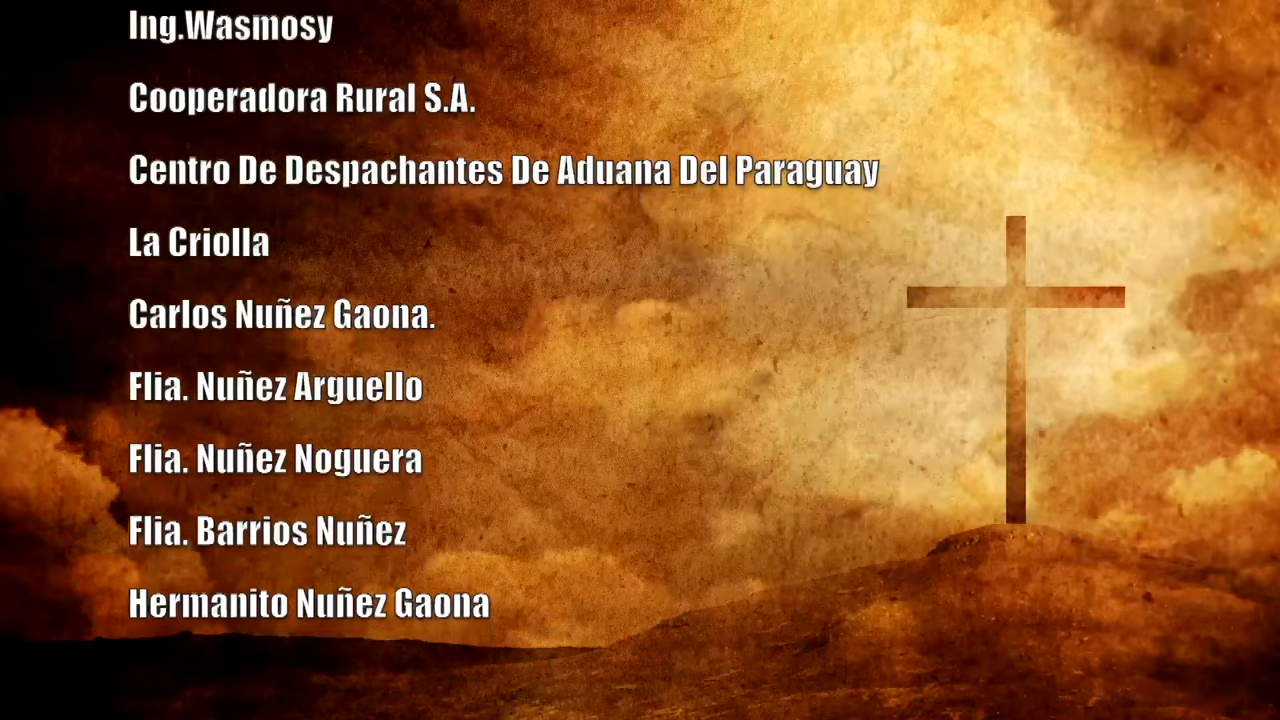 Ing.Wasmosy
Cooperadora Rural S.A.
Centro De Despachantes De Aduana Del Paraguay
La Criolla
Carlos Nuñez Gaona.
Flia. Nuñez Arguello
Flia. Nuñez Noguera
Flia. Barrios Nuñez
Hermanito Nuñez Gaona